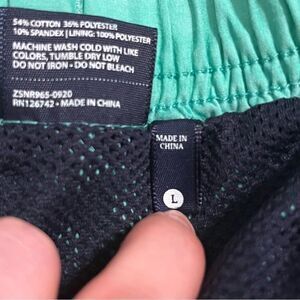 54% COTTON 36% POLYESTER
10% SPANDEX | LINING: 100% POLYESTER
MACHINE WASH COLD WITH LIKE
COLORS, TUMBLE DRY LOW
DO NOT IRON • DO NOT BLEACH
ZSNR965-0920
RN126742 • MADE IN CHINA
MADE IN
CHINA
L